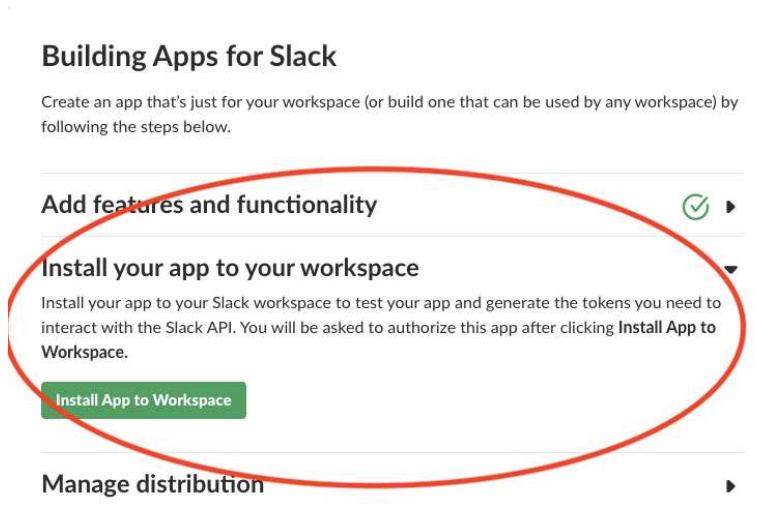 Building Apps for Slack
Create an app that's just for your workspace (or build one that can be used by any workspace) by
following the steps below.
Add features and functionality
Install your app to your workspace
Install your app to your Slack workspace to test your app and generate the tokens you need to
interact with the Slack API. You will be asked to authorize this app after clicking Install App to
Workspace.
Install App to Workspace
Manage distribution